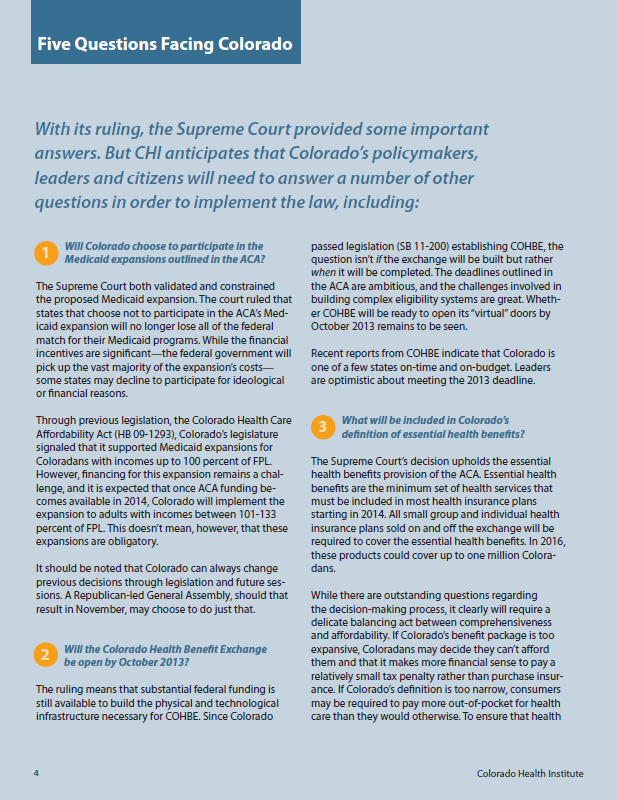 Five Questions Facing Colorado
With its ruling, the Supreme Court provided some important
answers. But CHI anticipates that Colorado's policymakers,
leaders and citizens will need to answer a number of other
questions in order to implement the law, including:
1
Will Colorado choose to participate in the
Medicaid expansions outlined in the ACA?
The Supreme Court both validated and constrained
the proposed Medicaid expansion. The court ruled that
states that choose not to participate in the ACA's Med-
icaid expansion will no longer lose all of the federal
match for their Medicaid programs. While the financial
incentives are significant—the federal government will
pick up the vast majority of the expansion's costs—
some states may decline to participate for ideological
or financial reasons.
Through previous legislation, the Colorado Health Care
Affordability Act (HB 09-1293), Colorado's legislature
signaled that it supported Medicaid expansions for
Coloradans with incomes up to 100 percent of FPL.
However, financing for this expansion remains a chal-
lenge, and it is expected that once ACA funding be-
comes available in 2014, Colorado will implement the
expansion to adults with incomes between 101-133
percent of FPL. This doesn't mean, however, that these
expansions are obligatory.
It should be noted that Colorado can always change
previous decisions through legislation and future ses-
sions. A Republican-led General Assembly, should that
result in November, may choose to do just that.
2
Will the Colorado Health Benefit Exchange
be open by October 2013?
The ruling means that substantial federal funding is
still available to build the physical and technological
infrastructure necessary for COHBE. Since Colorado
passed legislation (SB 11-200) establishing COHBE, the
question isn't if the exchange will be built but rather
when it will be completed. The deadlines outlined in
the ACA are ambitious, and the challenges involved in
building complex eligibility systems are great. Wheth-
er COHBE will be ready to open its "virtual" doors by
October 2013 remains to be seen.
Recent reports from COHBE indicate that Colorado is
one of a few states on-time and on-budget. Leaders
are optimistic about meeting the 2013 deadline.
3
What will be included in Colorado's
definition of essential health benefits?
The Supreme Court's decision upholds the essential
health benefits provision of the ACA. Essential health
benefits are the minimum set of health services that
must be included in most health insurance plans
starting in 2014. All small group and individual health
insurance plans sold on and off the exchange will be
required to cover the essential health benefits. In 2016,
these products could cover up to one million Colora-
dans.
While there are outstanding questions regarding
the decision-making process, it clearly will require a
delicate balancing act between comprehensiveness
and affordability. If Colorado's benefit package is too
expansive, Coloradans may decide they can't afford
them and that it makes more financial sense to pay a
relatively small tax penalty rather than purchase insur-
ance. If Colorado's definition is too narrow, consumers
may be required to pay more out-of-pocket for health
care than they would otherwise. To ensure that health
4
Colorado Health Institute